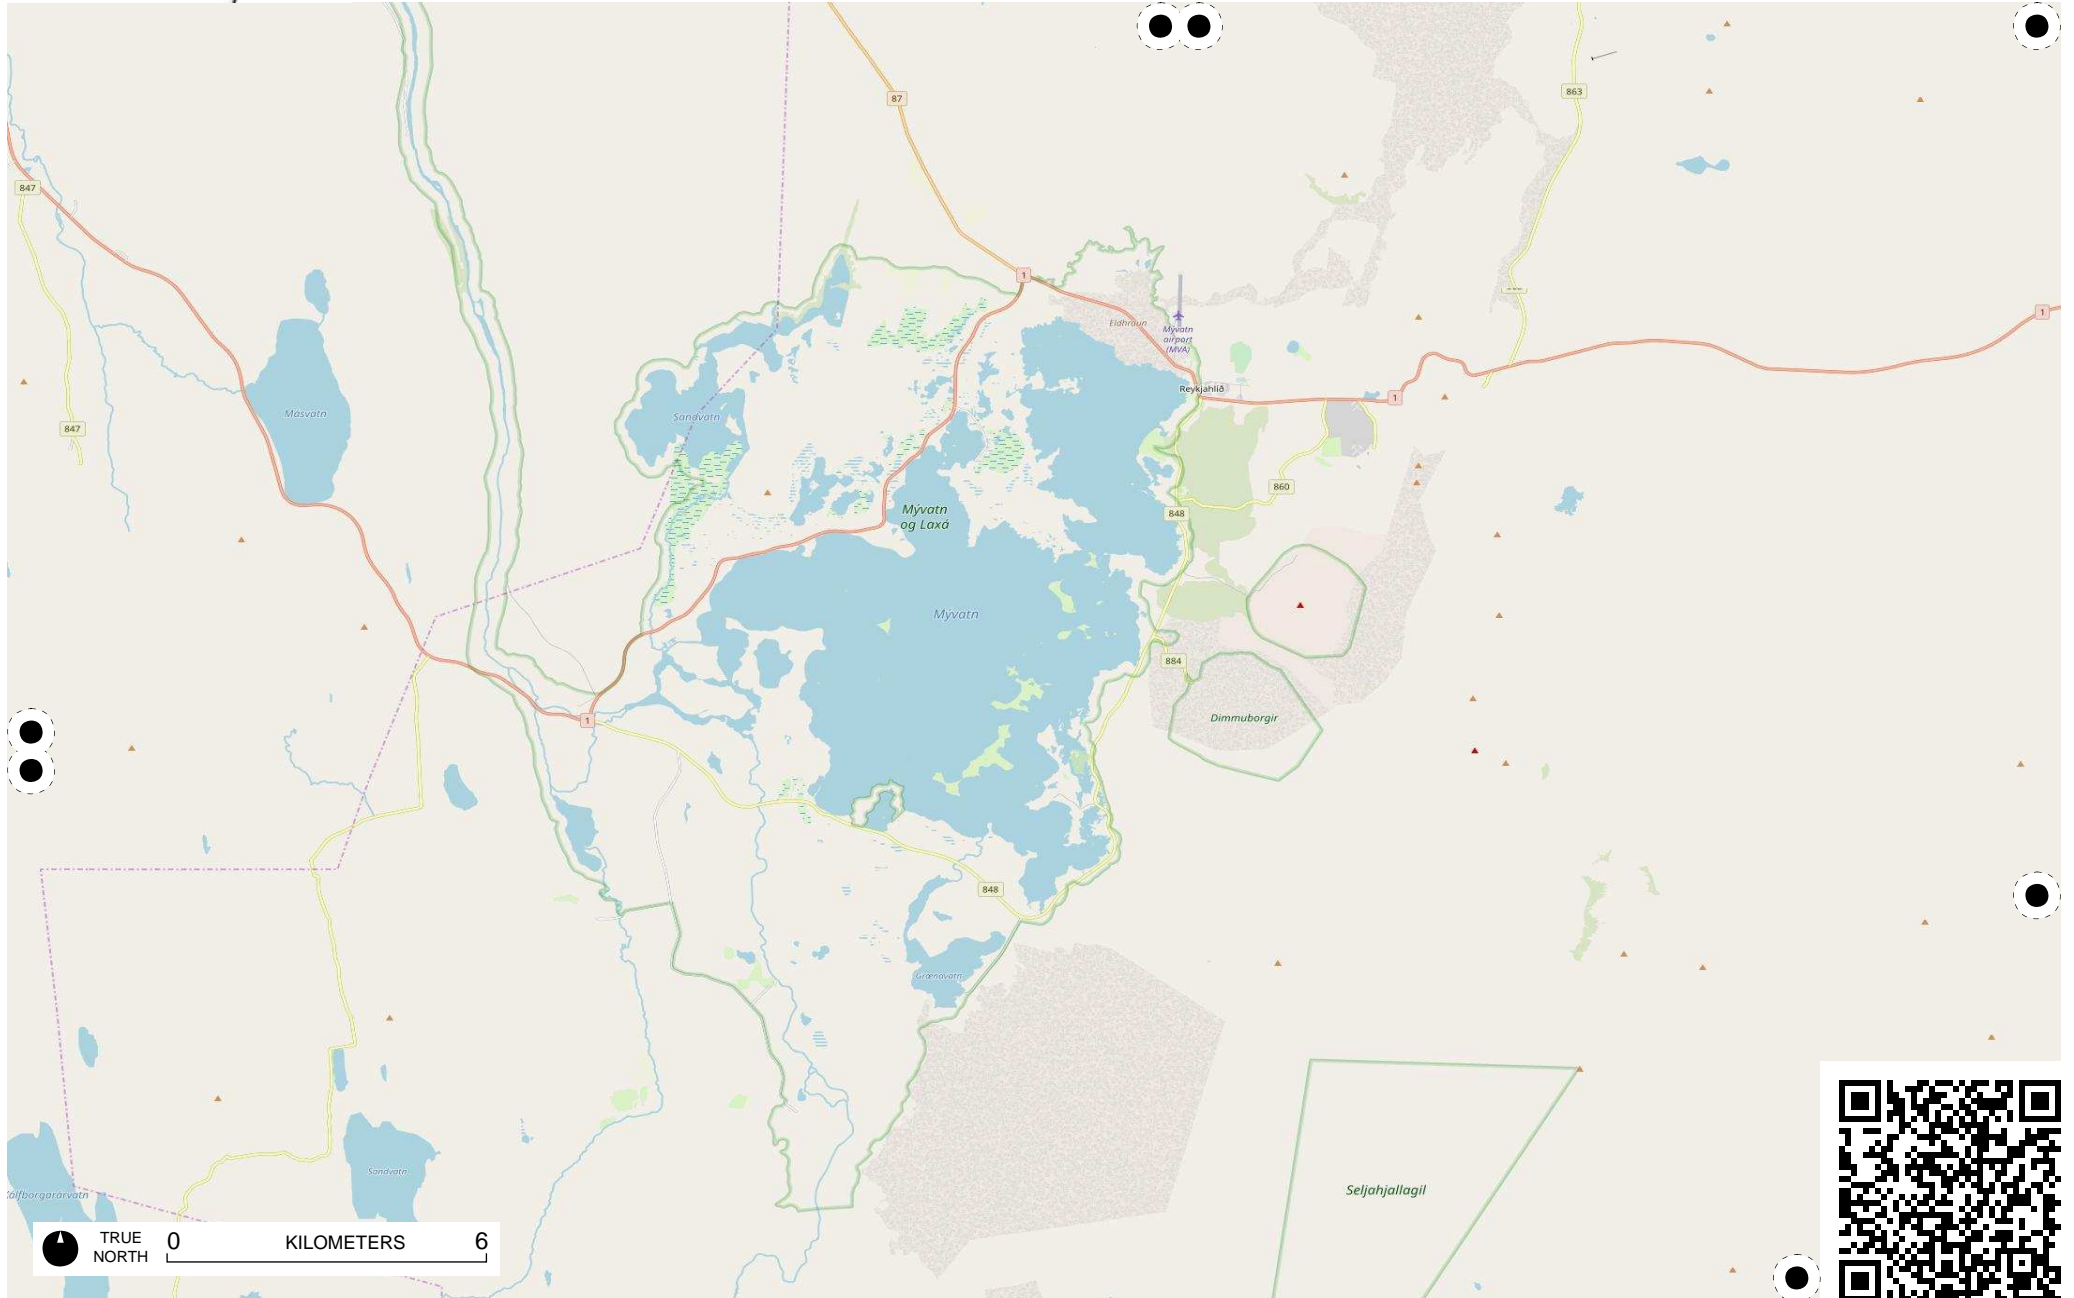 87
863
847
1
1
Eldhraun
Mývatn
airport
(MVA)
Reykjahlíð
1
Másvatn
Sandvatn
847
860
Mývatn
og Laxá
848
Mývatn
884
Dimmuborgir
1
848
Grænavatn
Sandvatn
Seljahjallagil
TRUE
NORTH
0
KILOMETERS
6